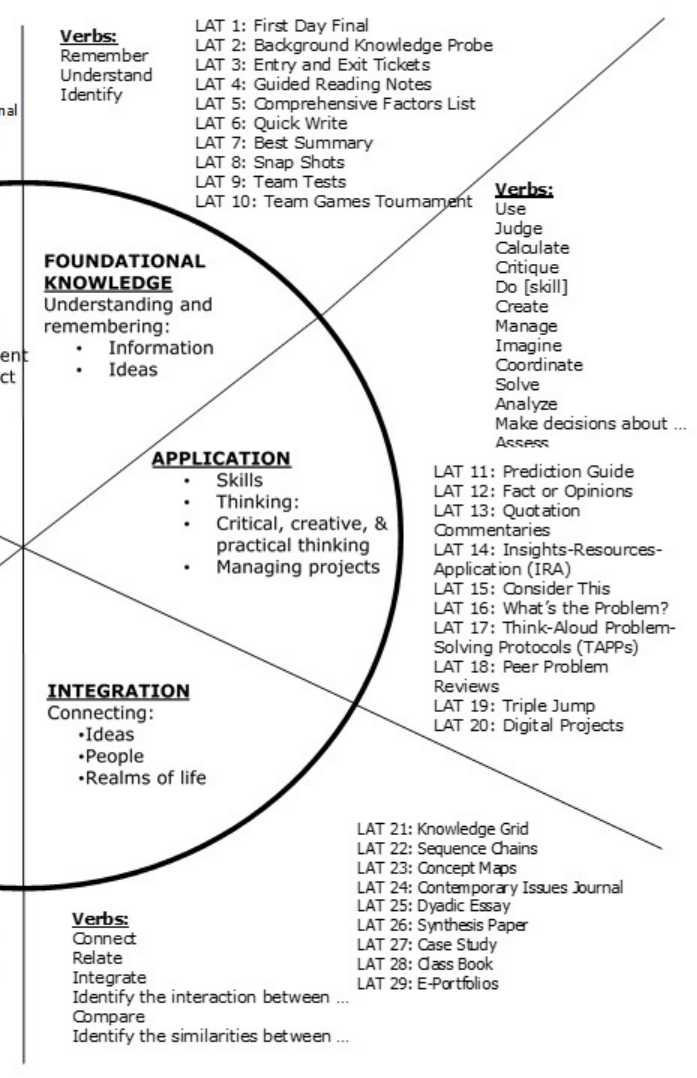 Verbs:
Remember
Understand
Identify
LAT 1: First Day Final
LAT 2: Background Knowledge Probe
LAT 3: Entry and Exit Tickets
LAT 4: Guided Reading Notes
LAT 5: Comprehensive Factors List
LAT 6: Quick Write
LAT 7: Best Summary
LAT 8: Snap Shots
LAT 9: Team Tests
LAT 10: Team Games Tournament
FOUNDATIONAL
KNOWLEDGE
Understanding and
remembering:
• Information
• Ideas
Verbs:
Use
Judge
Calculate
Critique
Do [skill]
Create
Manage
Imagine
Coordinate
Solve
Analyze
Make decisions about ...
Assess
APPLICATION
• Skills
• Thinking:
• Critical, creative, &
practical thinking
• Managing projects
LAT 11: Prediction Guide
LAT 12: Fact or Opinions
LAT 13: Quotation
Commentaries
LAT 14: Insights-Resources-
Application (IRA)
LAT 15: Consider This
LAT 16: What's the Problem?
LAT 17: Think-Aloud Problem-
Solving Protocols (TAPPs)
LAT 18: Peer Problem
Reviews
LAT 19: Triple Jump
LAT 20: Digital Projects
INTEGRATION
Connecting:
•Ideas
•People
•Realms of life
LAT 21: Knowledge Grid
LAT 22: Sequence Chains
LAT 23: Concept Maps
LAT 24: Contemporary Issues Journal
LAT 25: Dyadic Essay
LAT 26: Synthesis Paper
LAT 27: Case Study
LAT 28: Class Book
LAT 29: E-Portfolios
Verbs:
Connect
Relate
Integrate
Identify the interaction between ...
Compare
Identify the similarities between ...